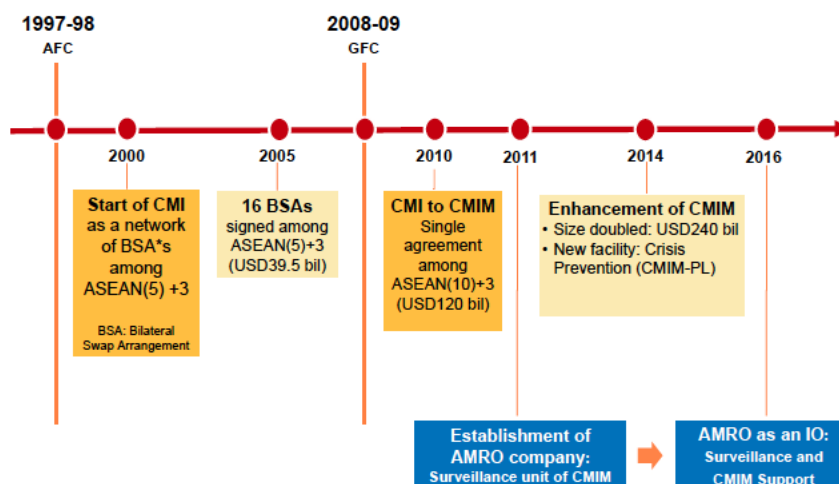 1997-98
AFC
2008-09
GFC
2000
2005
2010
2011
2014
2016
Start of CMI
as a network
of BSA*s
among
ASEAN(5) +3
BSA: Bilateral
Swap Arrangement
16 BSAs
signed among
ASEAN(5)+3
(USD39.5 bil)
CMI to CMIM
Single
agreement
among
ASEAN(10)+3
(USD120 bil)
Enhancement of CMIM
• Size doubled: USD240 bil
• New facility: Crisis
Prevention (CMIM-PL)
Establishment of
AMRO company:
Surveillance unit of CMIM
AMRO as an IO:
Surveillance and
CMIM Support